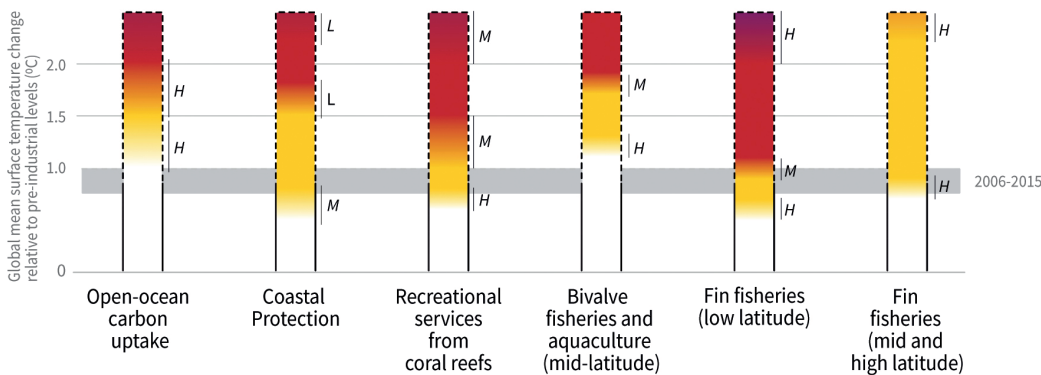 Global mean surface temperature change
relative to pre-industrial levels (ºC)
2.0
1.5
1.0
0
H
H
L
L
M
M
M
H
M
H
H
M
H
H
H
2006-2015
Open-ocean
carbon
uptake
Coastal
Protection
Recreational
services
from
coral reefs
Bivalve
fisheries and
aquaculture
(mid-latitude)
Fin fisheries
(low latitude)
Fin
fisheries
(mid and
high latitude)